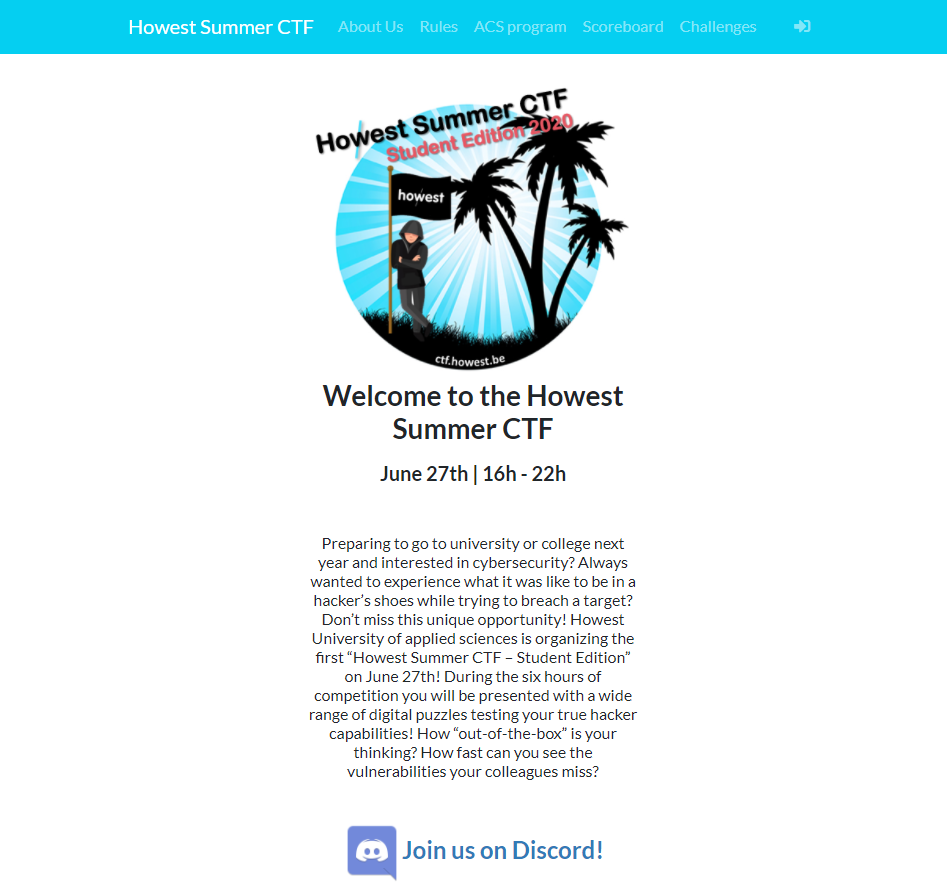 Howest Summer CTF About Us Rules ACS program Scoreboard Challenges
Howest Summer CTF
Student Edition 2020
howest
ctf.howest.be
Welcome to the Howest
Summer CTF
June 27th | 16h - 22h
Preparing to go to university or college next
year and interested in cybersecurity? Always
wanted to experience what it was like to be in a
hacker’s shoes while trying to breach a target?
Don’t miss this unique opportunity! Howest
University of applied sciences is organizing the
first “Howest Summer CTF – Student Edition”
on June 27th! During the six hours of
competition you will be presented with a wide
range of digital puzzles testing your true hacker
capabilities! How “out-of-the-box” is your
thinking? How fast can you see the
vulnerabilities your colleagues miss?
Join us on Discord!